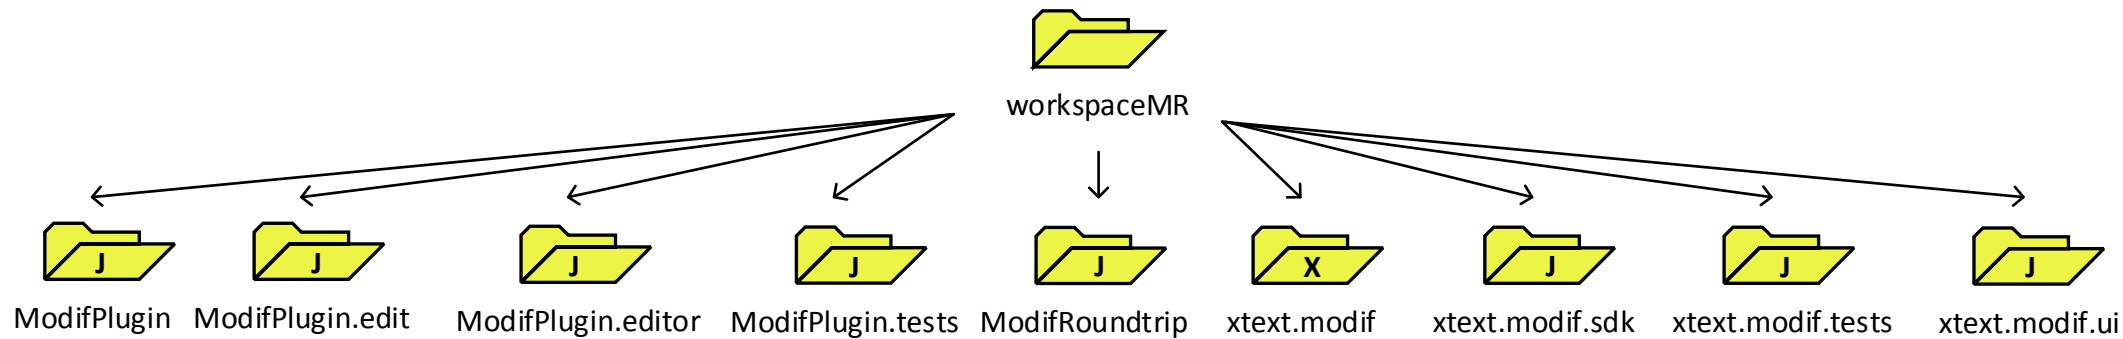 workspaceMR
J J J J J X J J J
ModifPlugin ModifPlugin.edit ModifPlugin.editor ModifPlugin.tests ModifRoundtrip xtext.modif xtext.modif.sdk xtext.modif.tests xtext.modif.ui